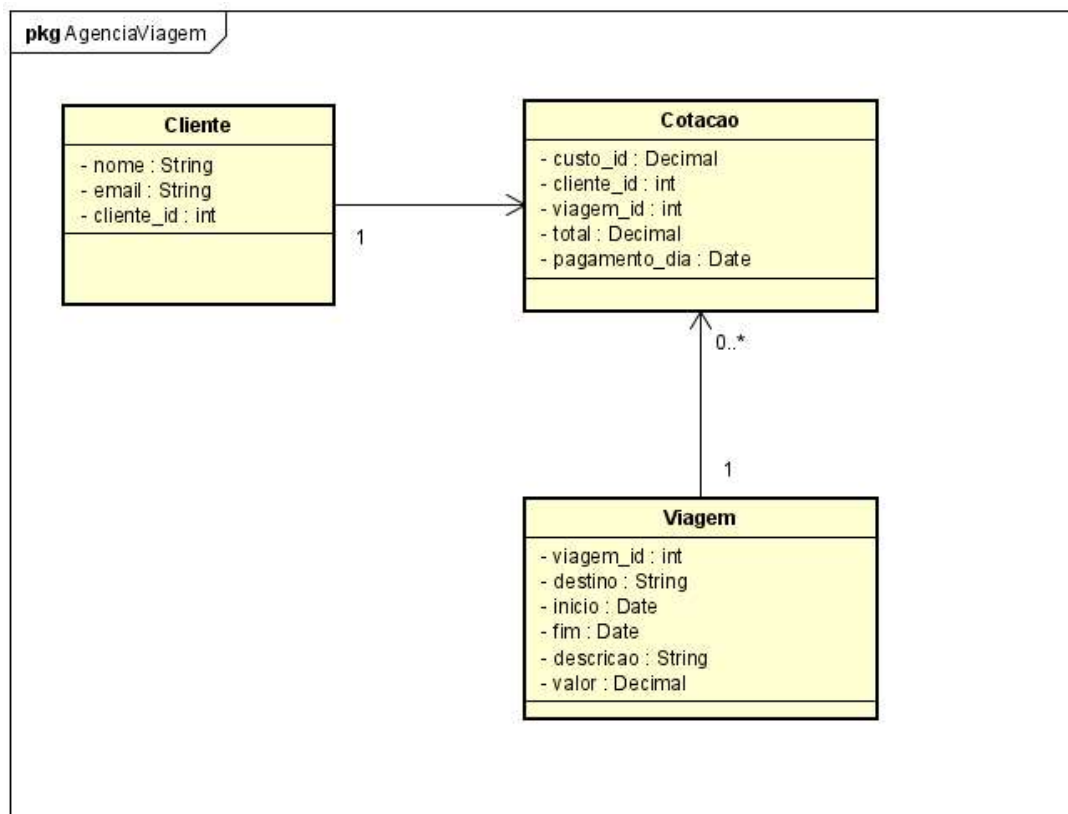 pkg AgenciaViagem
Cliente
- nome : String
- email : String
- cliente_id : int
1
Cotacao
- custo_id : Decimal
- cliente_id : int
- viagem_id : int
- total : Decimal
- pagamento_dia : Date
0..*
1
Viagem
- viagem_id : int
- destino : String
- inicio : Date
- fim : Date
- descricao : String
- valor : Decimal